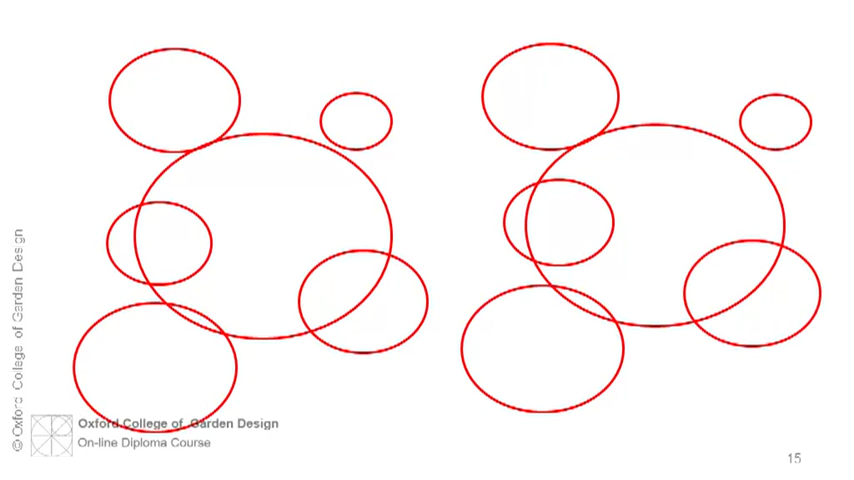 © Oxford College of Garden Design
Oxford College of Garden Design
On-line Diploma Course
15